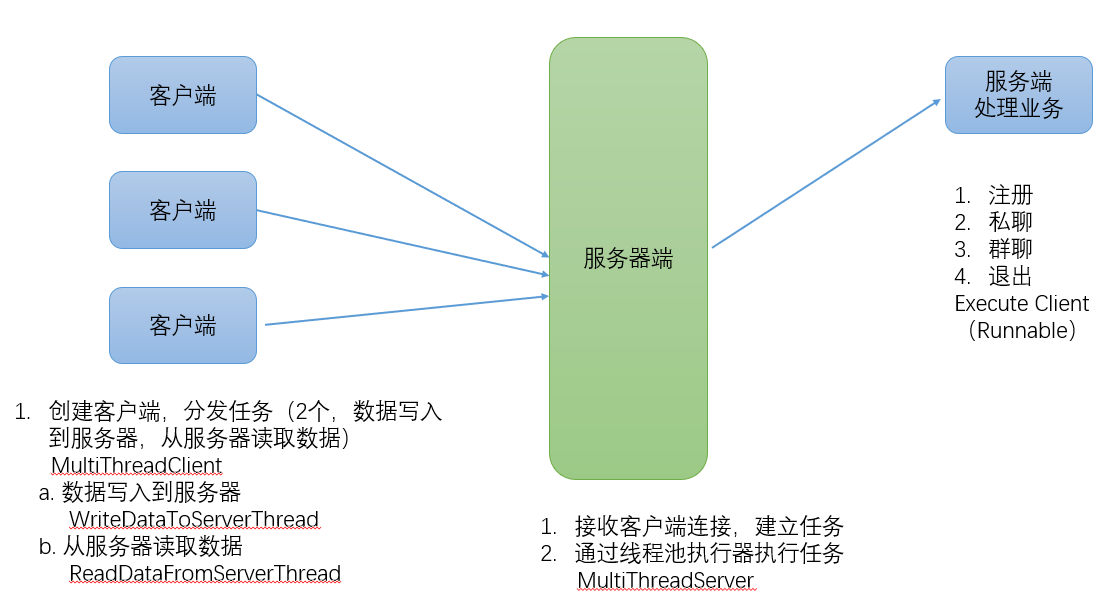 客户端
客户端
客户端
1. 创建客户端，分发任务（2个，数据写入
到服务器，从服务器读取数据）
MultiThreadClient
a. 数据写入到服务器
WriteDataToServerThread
b. 从服务器读取数据
ReadDataFromServerThread
服务器端
1. 接收客户端连接，建立任务
2. 通过线程池执行器执行任务
MultiThreadServer
服务端
处理业务
1. 注册
2. 私聊
3. 群聊
4. 退出
Execute Client
（Runnable）